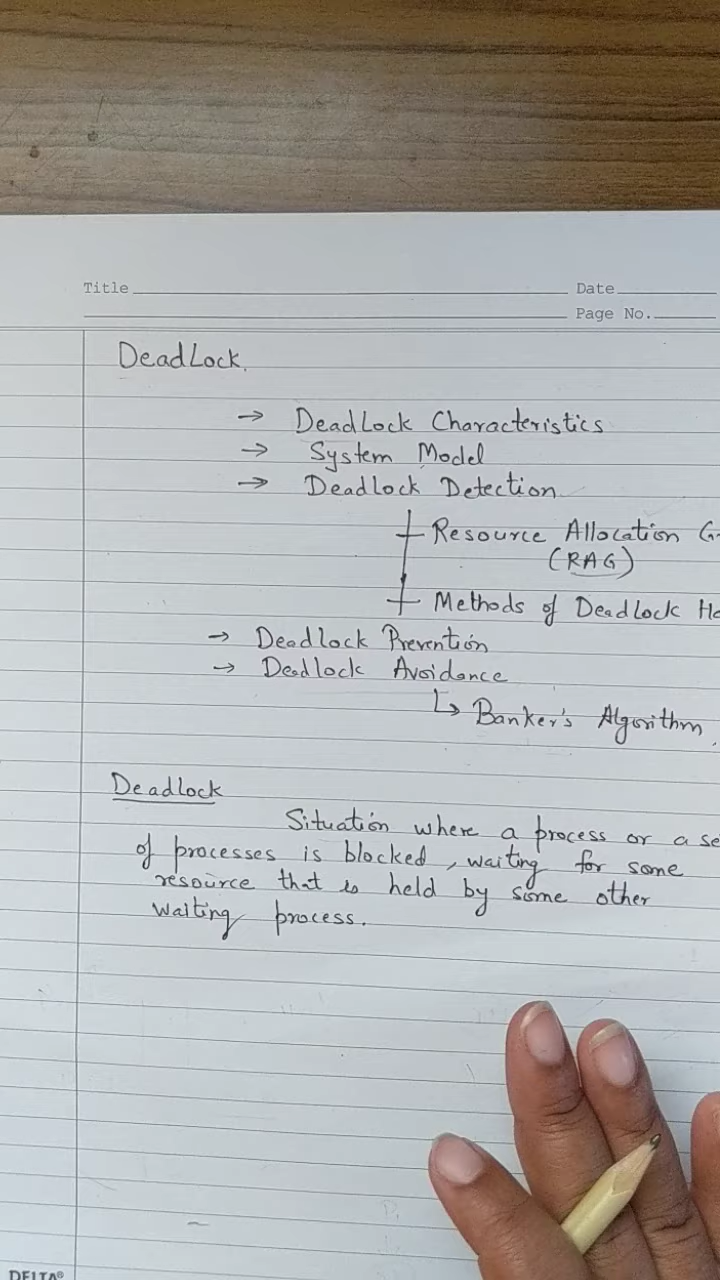 Title Date
Page No.
DeadLock.
→ DeadLock Characteristics
→ System Model
→ DeadLock Detection
Resource Allocation G
(RAG)
Methods of DeadLock Ha
→ Deadlock Prevention
→ Deadlock Avoidance
↳ Banker's Algorithm.
Deadlock
Situation where a process or a se
of processes is blocked, waiting for some
resource that is held by some other
waiting process.
DELTA®